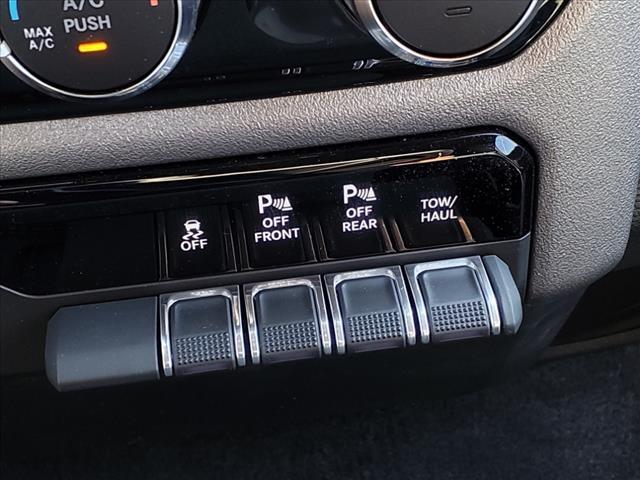 A/C
PUSH
MAX
A/C
OFF
P
OFF
FRONT
P
OFF
REAR
TOW/
HAUL